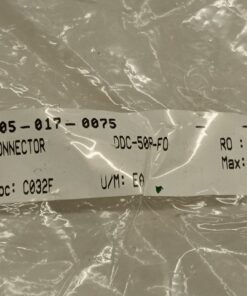 05-017-0075 - -
ONNECTOR DDC-50P-FO RO :
oc: C032F U/M: EA Max: